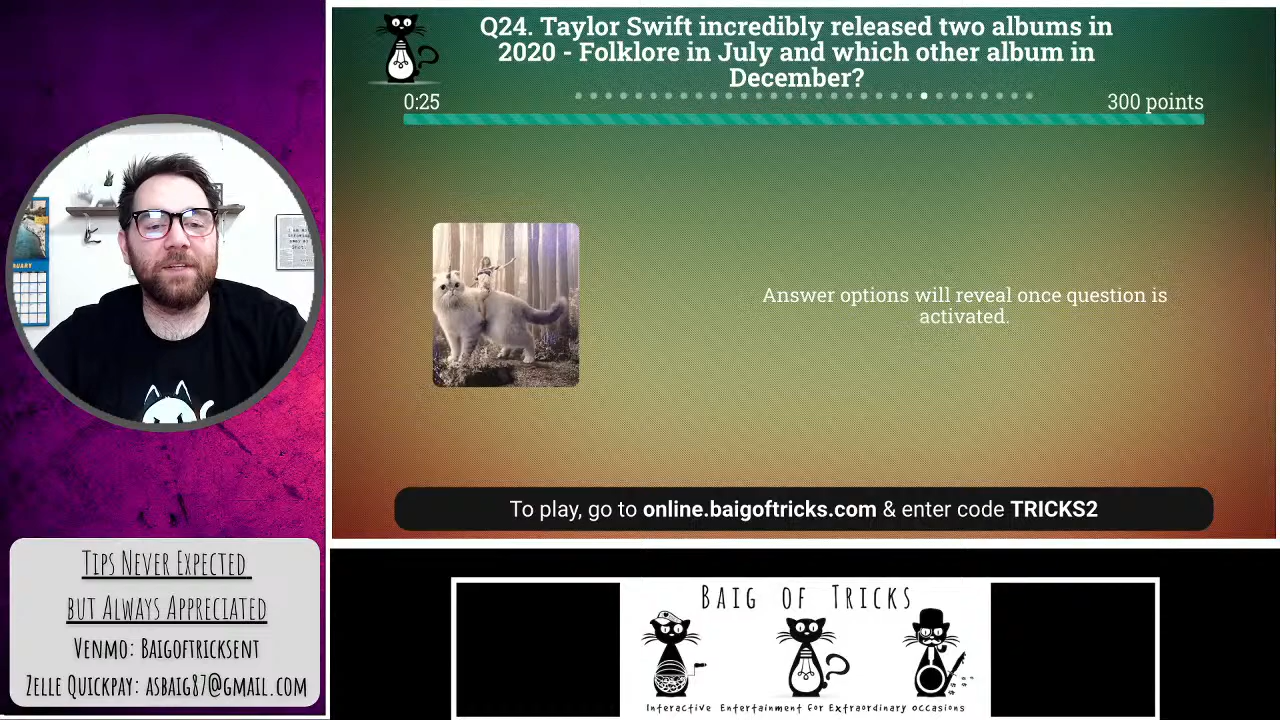 Q24. Taylor Swift incredibly released two albums in
2020 - Folklore in July and which other album in
December?
0:25
300 points
Answer options will reveal once question is
activated.
To play, go to online.baigoftricks.com & enter code TRICKS2
Tips Never Expected
but Always Appreciated
Venmo: Baigoftricksent
Zelle Quickpay: asbaig87@gmail.com
Baig of Tricks
Interactive Entertainment for Extraordinary Occasions